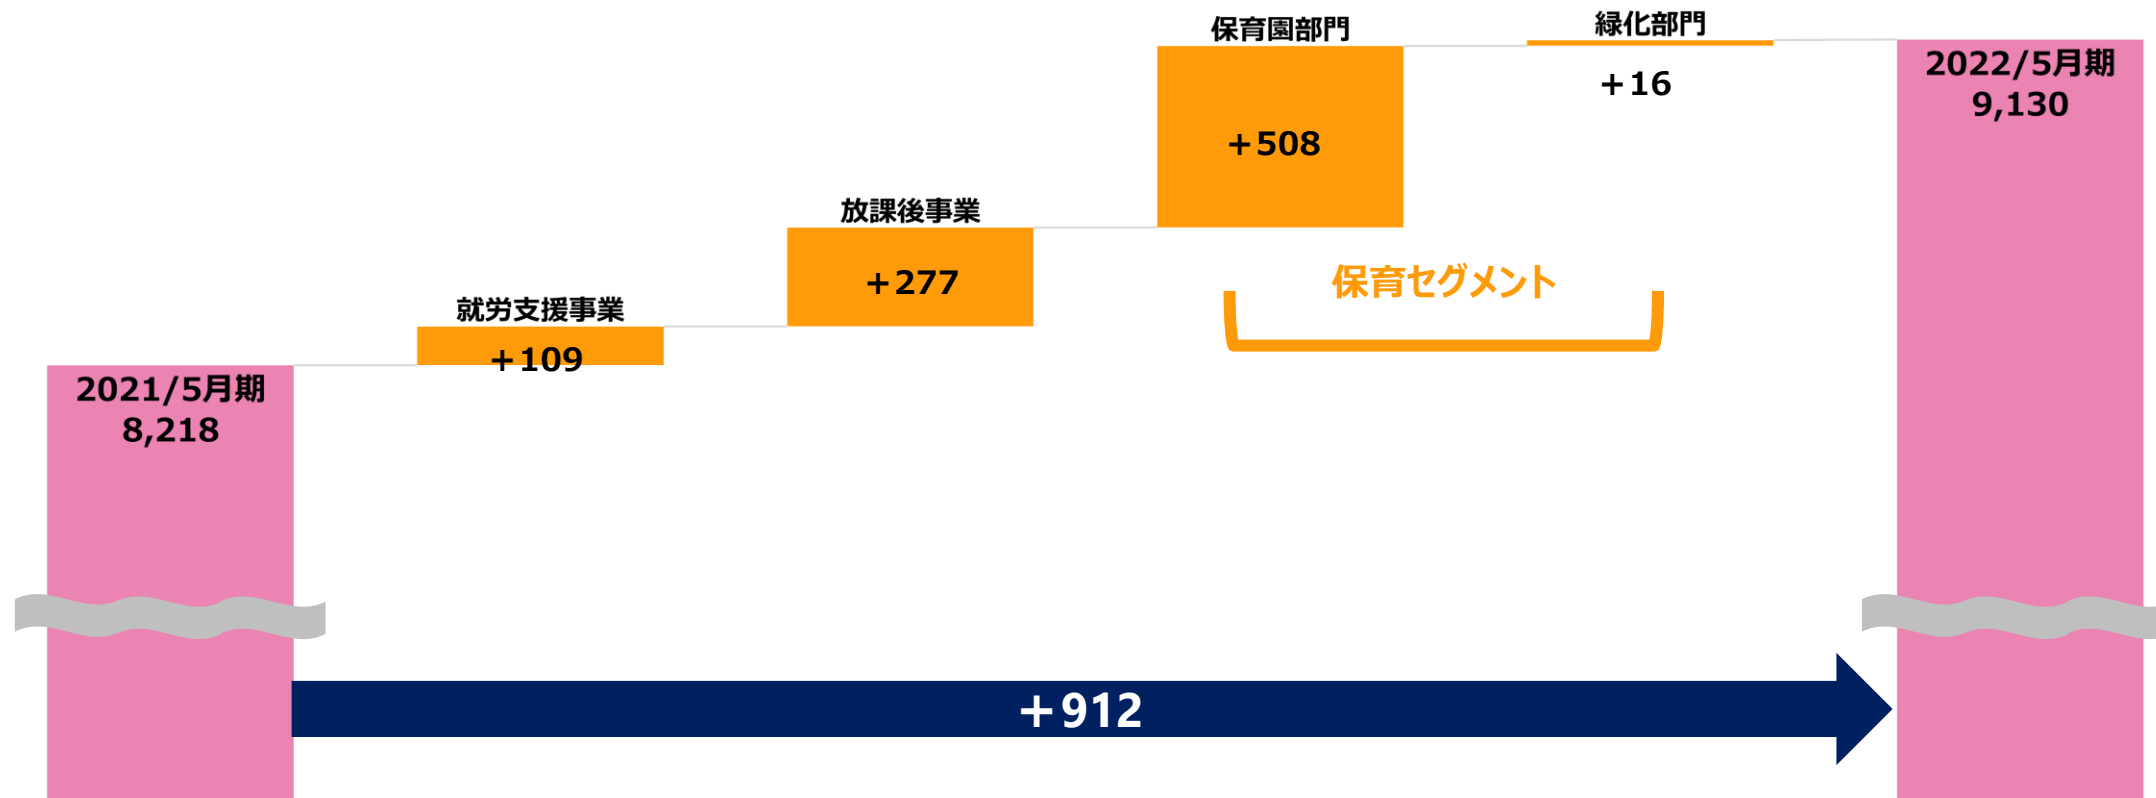 2021/5月期
8,218
就労支援事業
+109
放課後事業
+277
保育園部門
+508
保育セグメント
緑化部門
+16
2022/5月期
9,130
+912